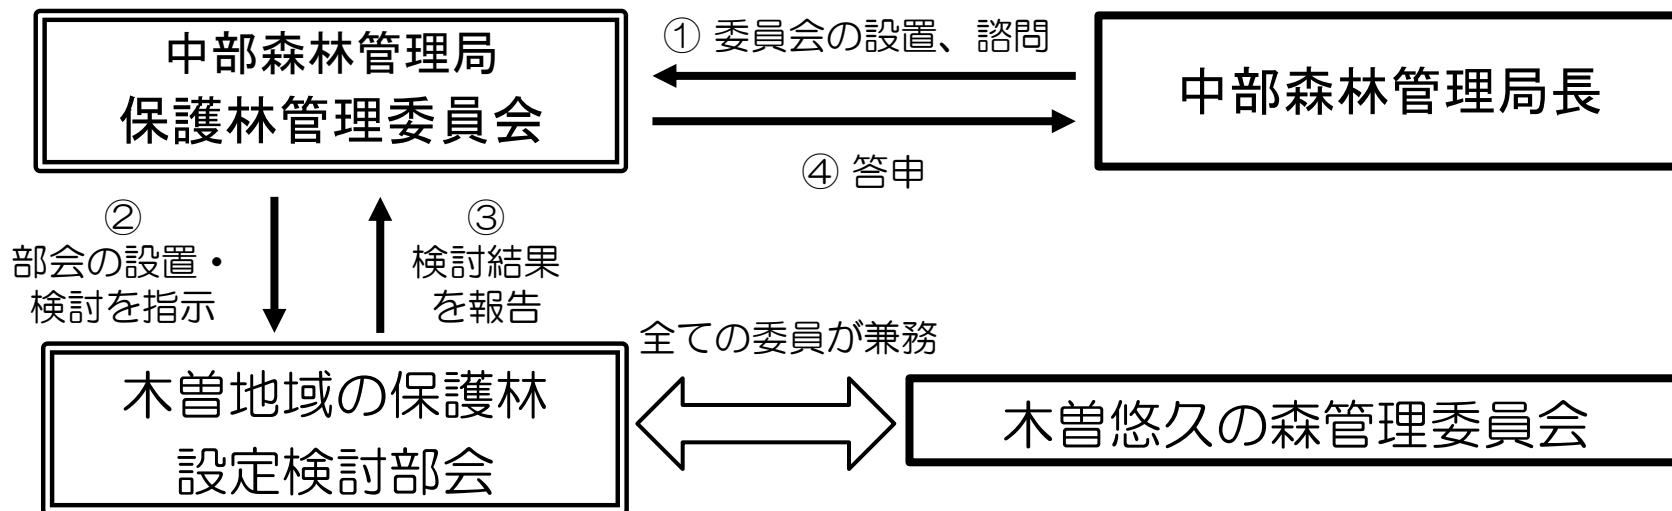 中部森林管理局
保護林管理委員会
① 委員会の設置、諮問
④ 答申
中部森林管理局長
②
部会の設置・
検討を指示
③
検討結果
を報告
木曽地域の保護林
設定検討部会
全ての委員が兼務
木曽悠久の森管理委員会